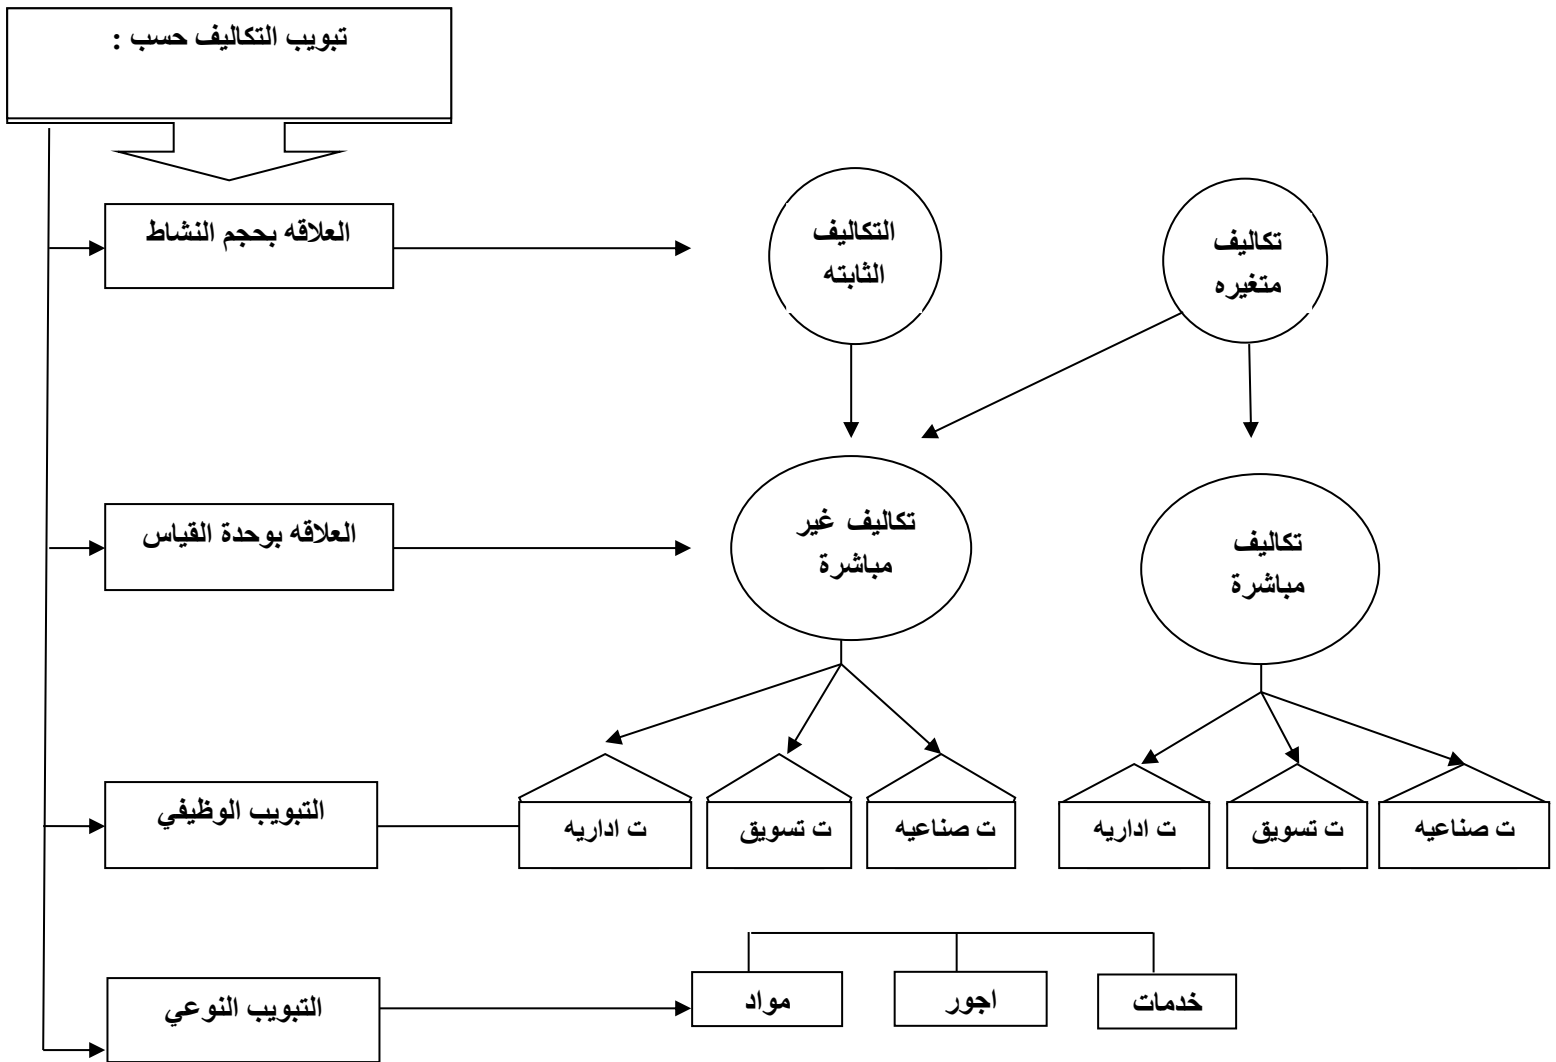 تبويب التكاليف حسب :
العلاقه بحجم النشاط
التكاليف
الثابته
تكاليف
متغيره
العلاقه بوحدة القياس
تكاليف غير
مباشرة
تكاليف
مباشرة
التبويب الوظيفي
ت اداريه
ت تسويق
ت صناعيه
ت اداريه
ت تسويق
ت صناعيه
التبويب النوعي
مواد
اجور
خدمات